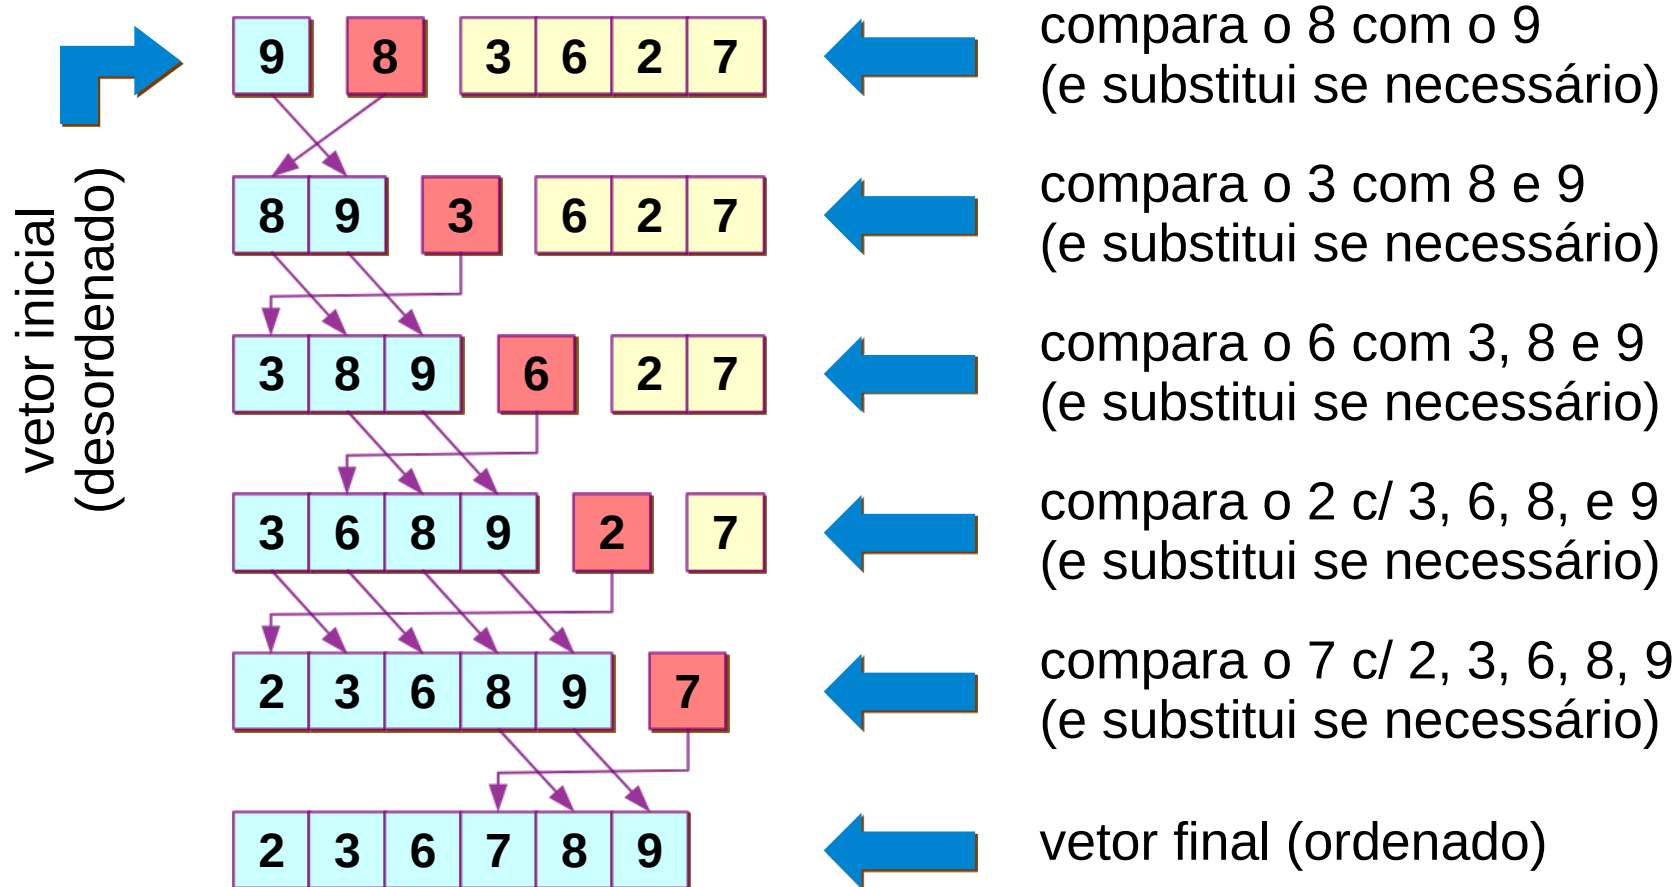 9 8 3 6 2 7
compara o 8 com o 9
(e substitui se necessário)
vetor inicial
(desordenado)
8 9 3 6 2 7
compara o 3 com 8 e 9
(e substitui se necessário)
3 8 9 6 2 7
compara o 6 com 3, 8 e 9
(e substitui se necessário)
3 6 8 9 2 7
compara o 2 c/ 3, 6, 8, e 9
(e substitui se necessário)
2 3 6 8 9 7
compara o 7 c/ 2, 3, 6, 8, 9
(e substitui se necessário)
2 3 6 7 8 9
vetor final (ordenado)